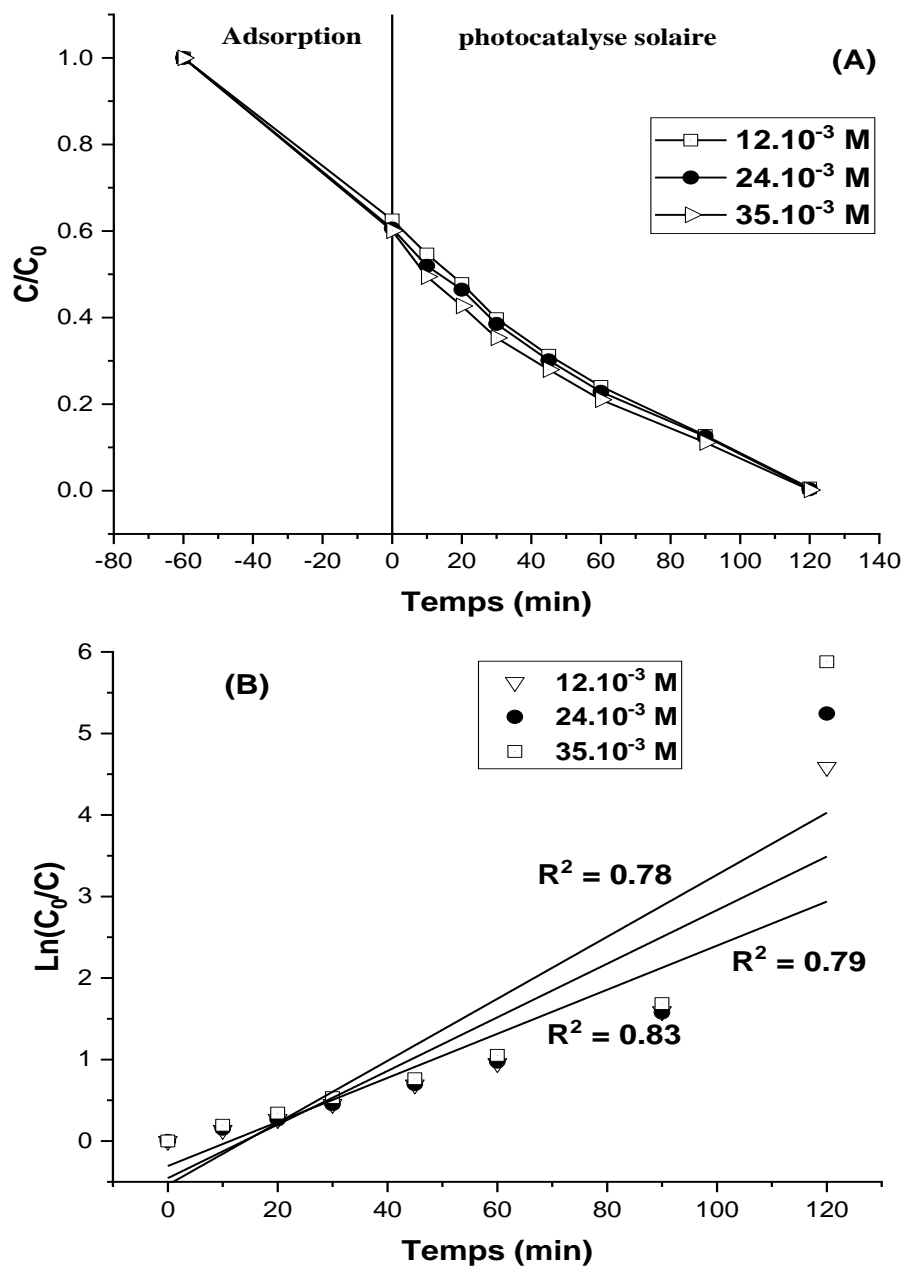 Adsorption photocatalyse solaire
(A)
12.10⁻³ M
24.10⁻³ M
35.10⁻³ M
C/C₀
1.0
0.8
0.6
0.4
0.2
0.0
-80 -60 -40 -20 0 20 40 60 80 100 120 140
Temps (min)
(B)
12.10⁻³ M
24.10⁻³ M
35.10⁻³ M
Ln(C₀/C)
6
5
4
3
2
1
0
R² = 0.78
R² = 0.79
R² = 0.83
0 20 40 60 80 100 120
Temps (min)